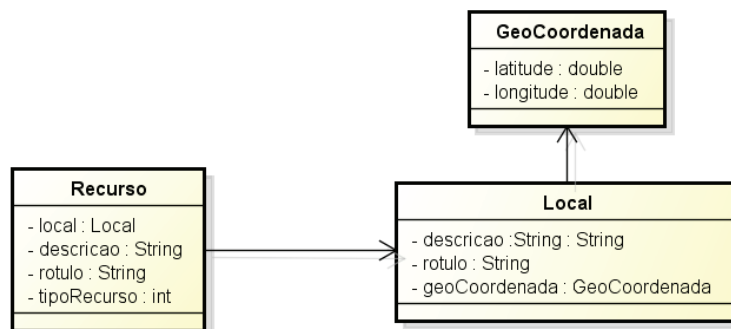 GeoCoordenada
- latitude : double
- longitude : double
Recurso
- local : Local
- descricao : String
- rotulo : String
- tipoRecurso : int
Local
- descricao :String : String
- rotulo : String
- geoCoordenada : GeoCoordenada